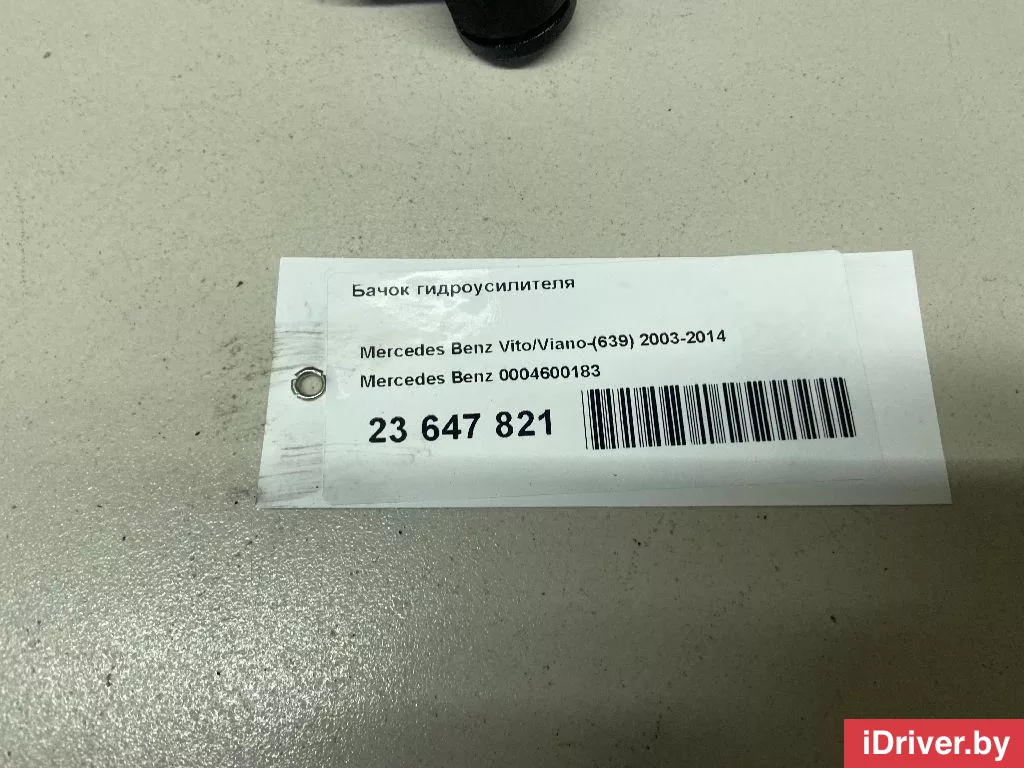 Бачок гидроусилителя
Mercedes Benz Vito/Viano-(639) 2003-2014
Mercedes Benz 0004600183
23 647 821
iDriver.by